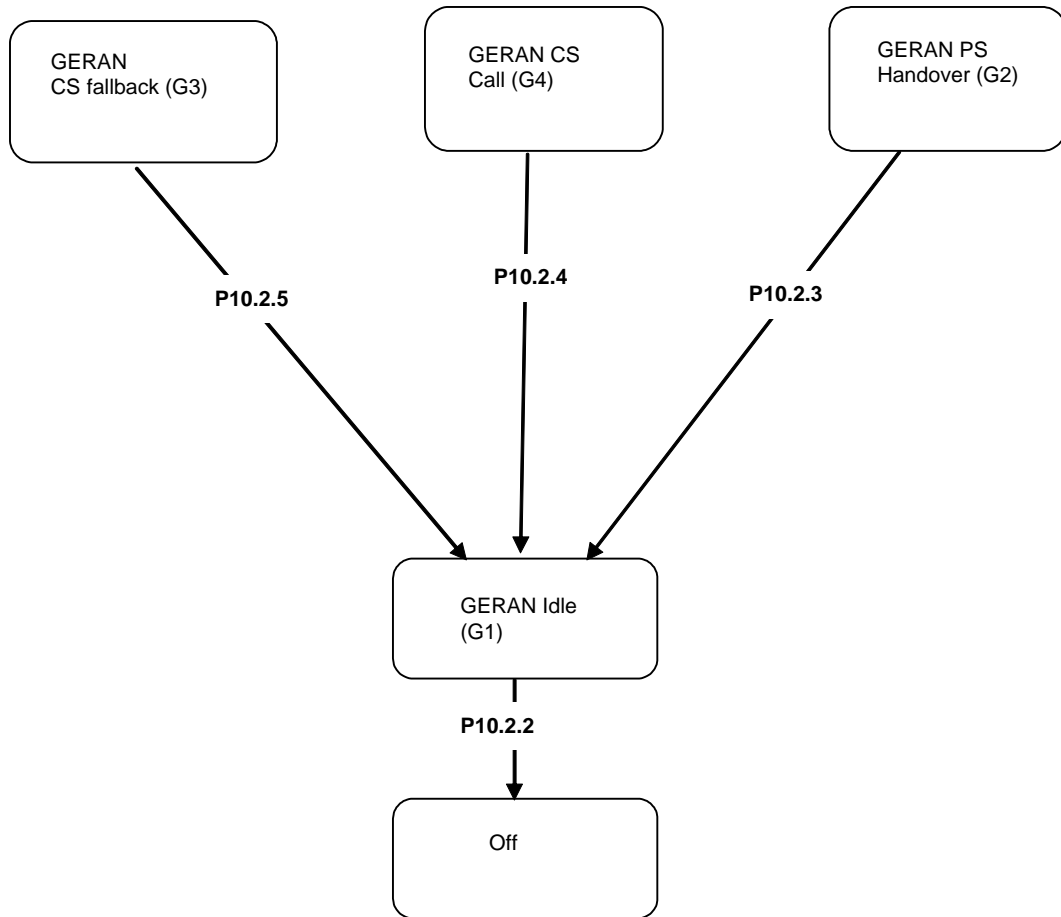 GERAN
CS fallback (G3)
GERAN CS
Call (G4)
GERAN PS
Handover (G2)
P10.2.5
P10.2.4
P10.2.3
GERAN Idle
(G1)
P10.2.2
Off